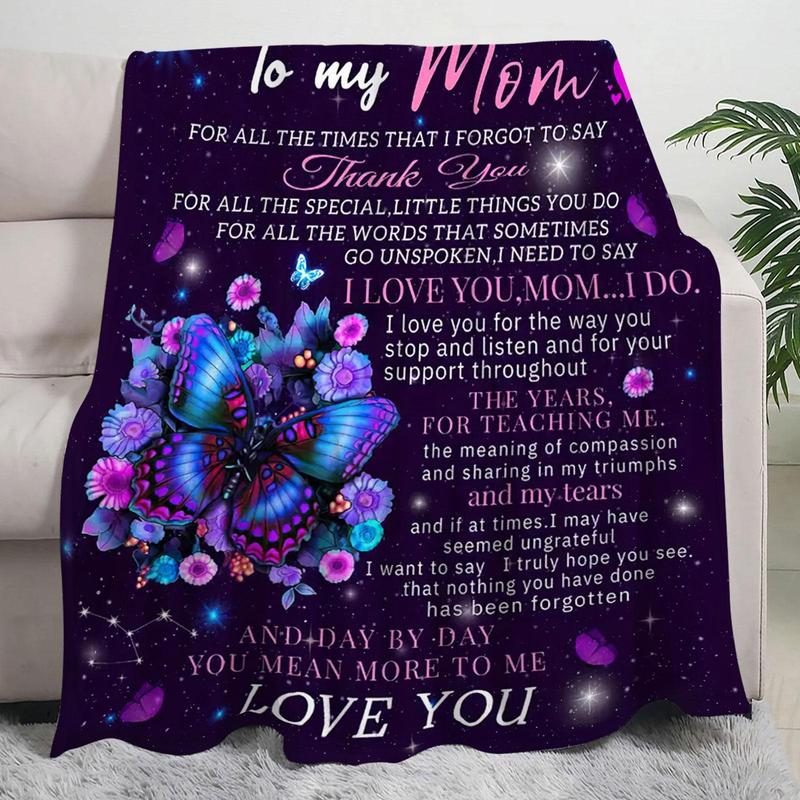 To my Mom
FOR ALL THE TIMES THAT I FORGOT TO SAY
Thank You
FOR ALL THE SPECIAL,LITTLE THINGS YOU DO
FOR ALL THE WORDS THAT SOMETIMES
GO UNSPOKEN,I NEED TO SAY
I LOVE YOU,MOM...I DO.
I love you for the way you
stop and listen and for your
support throughout
THE YEARS,
FOR TEACHING ME.
the meaning of compassion
and sharing in my triumphs
and my tears
and if at times.I may have
seemed ungrateful
I want to say I truly hope you see.
.that nothing you have done
has been forgotten
AND DAY BY DAY
YOU MEAN MORE TO ME
LOVE YOU